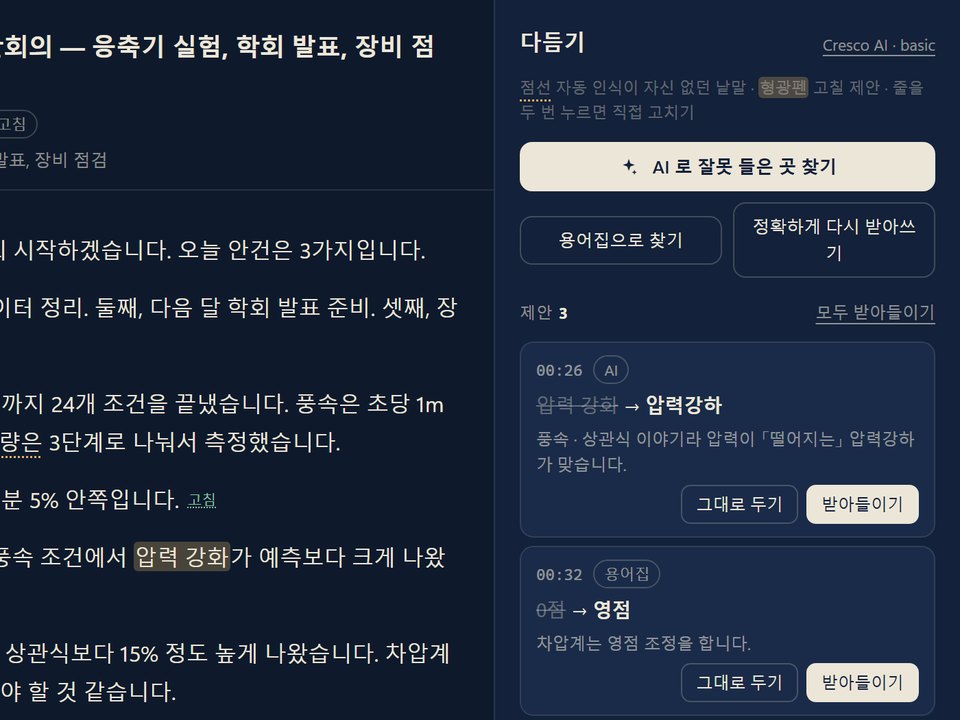 회의 — 응축기 실험, 학회 발표, 장비 점
고침
발표, 장비 점검
시작하겠습니다. 오늘 안건은 3가지입니다.
이터 정리. 둘째, 다음 달 학회 발표 준비. 셋째, 장
까지 24개 조건을 끝냈습니다. 풍속은 초당 1m
량은 3단계로 나눠서 측정했습니다.
분 5% 안쪽입니다. 고침
풍속 조건에서 압력 강화가 예측보다 크게 나왔
상관식보다 15% 정도 높게 나왔습니다. 차압계
야 할 것 같습니다.
다듬기
Cresco AI · basic
점선 자동 인식이 자신 없던 낱말 · 형광펜 고칠 제안 · 줄을
두 번 누르면 직접 고치기
AI 로 잘못 들은 곳 찾기
용어집으로 찾기
정확하게 다시 받아쓰
기
제안 3
모두 받아들이기
00:26 AI
압력 강화 → 압력강하
풍속 · 상관식 이야기라 압력이 「떨어지는」 압력강하
가 맞습니다.
그대로 두기
받아들이기
00:32 용어집
0점 → 영점
차압계는 영점 조정을 합니다.
그대로 두기
받아들이기